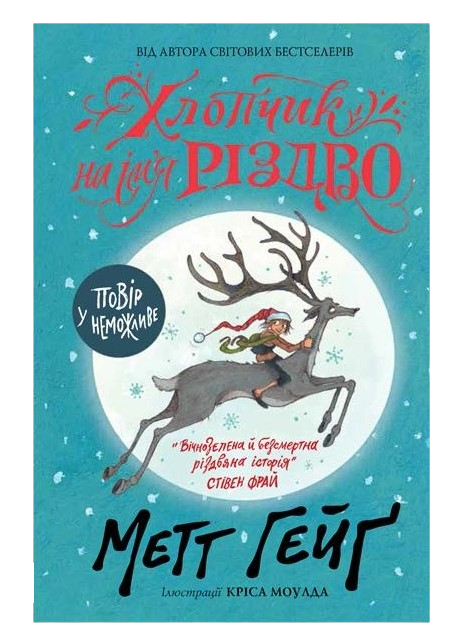 ВІД АВТОРА СВІТОВИХ БЕСТСЕЛЕРІВ
Хлопчик
на ім'я РІЗДВО
ПОВІР
У НЕМОЖЛИВЕ
"Вічнозелена й безсмертна
різдвяна історія"
СТІВЕН ФРАЙ
МЕТТ ГЕЙҐ
Ілюстрації КРІСА МОУЛДА